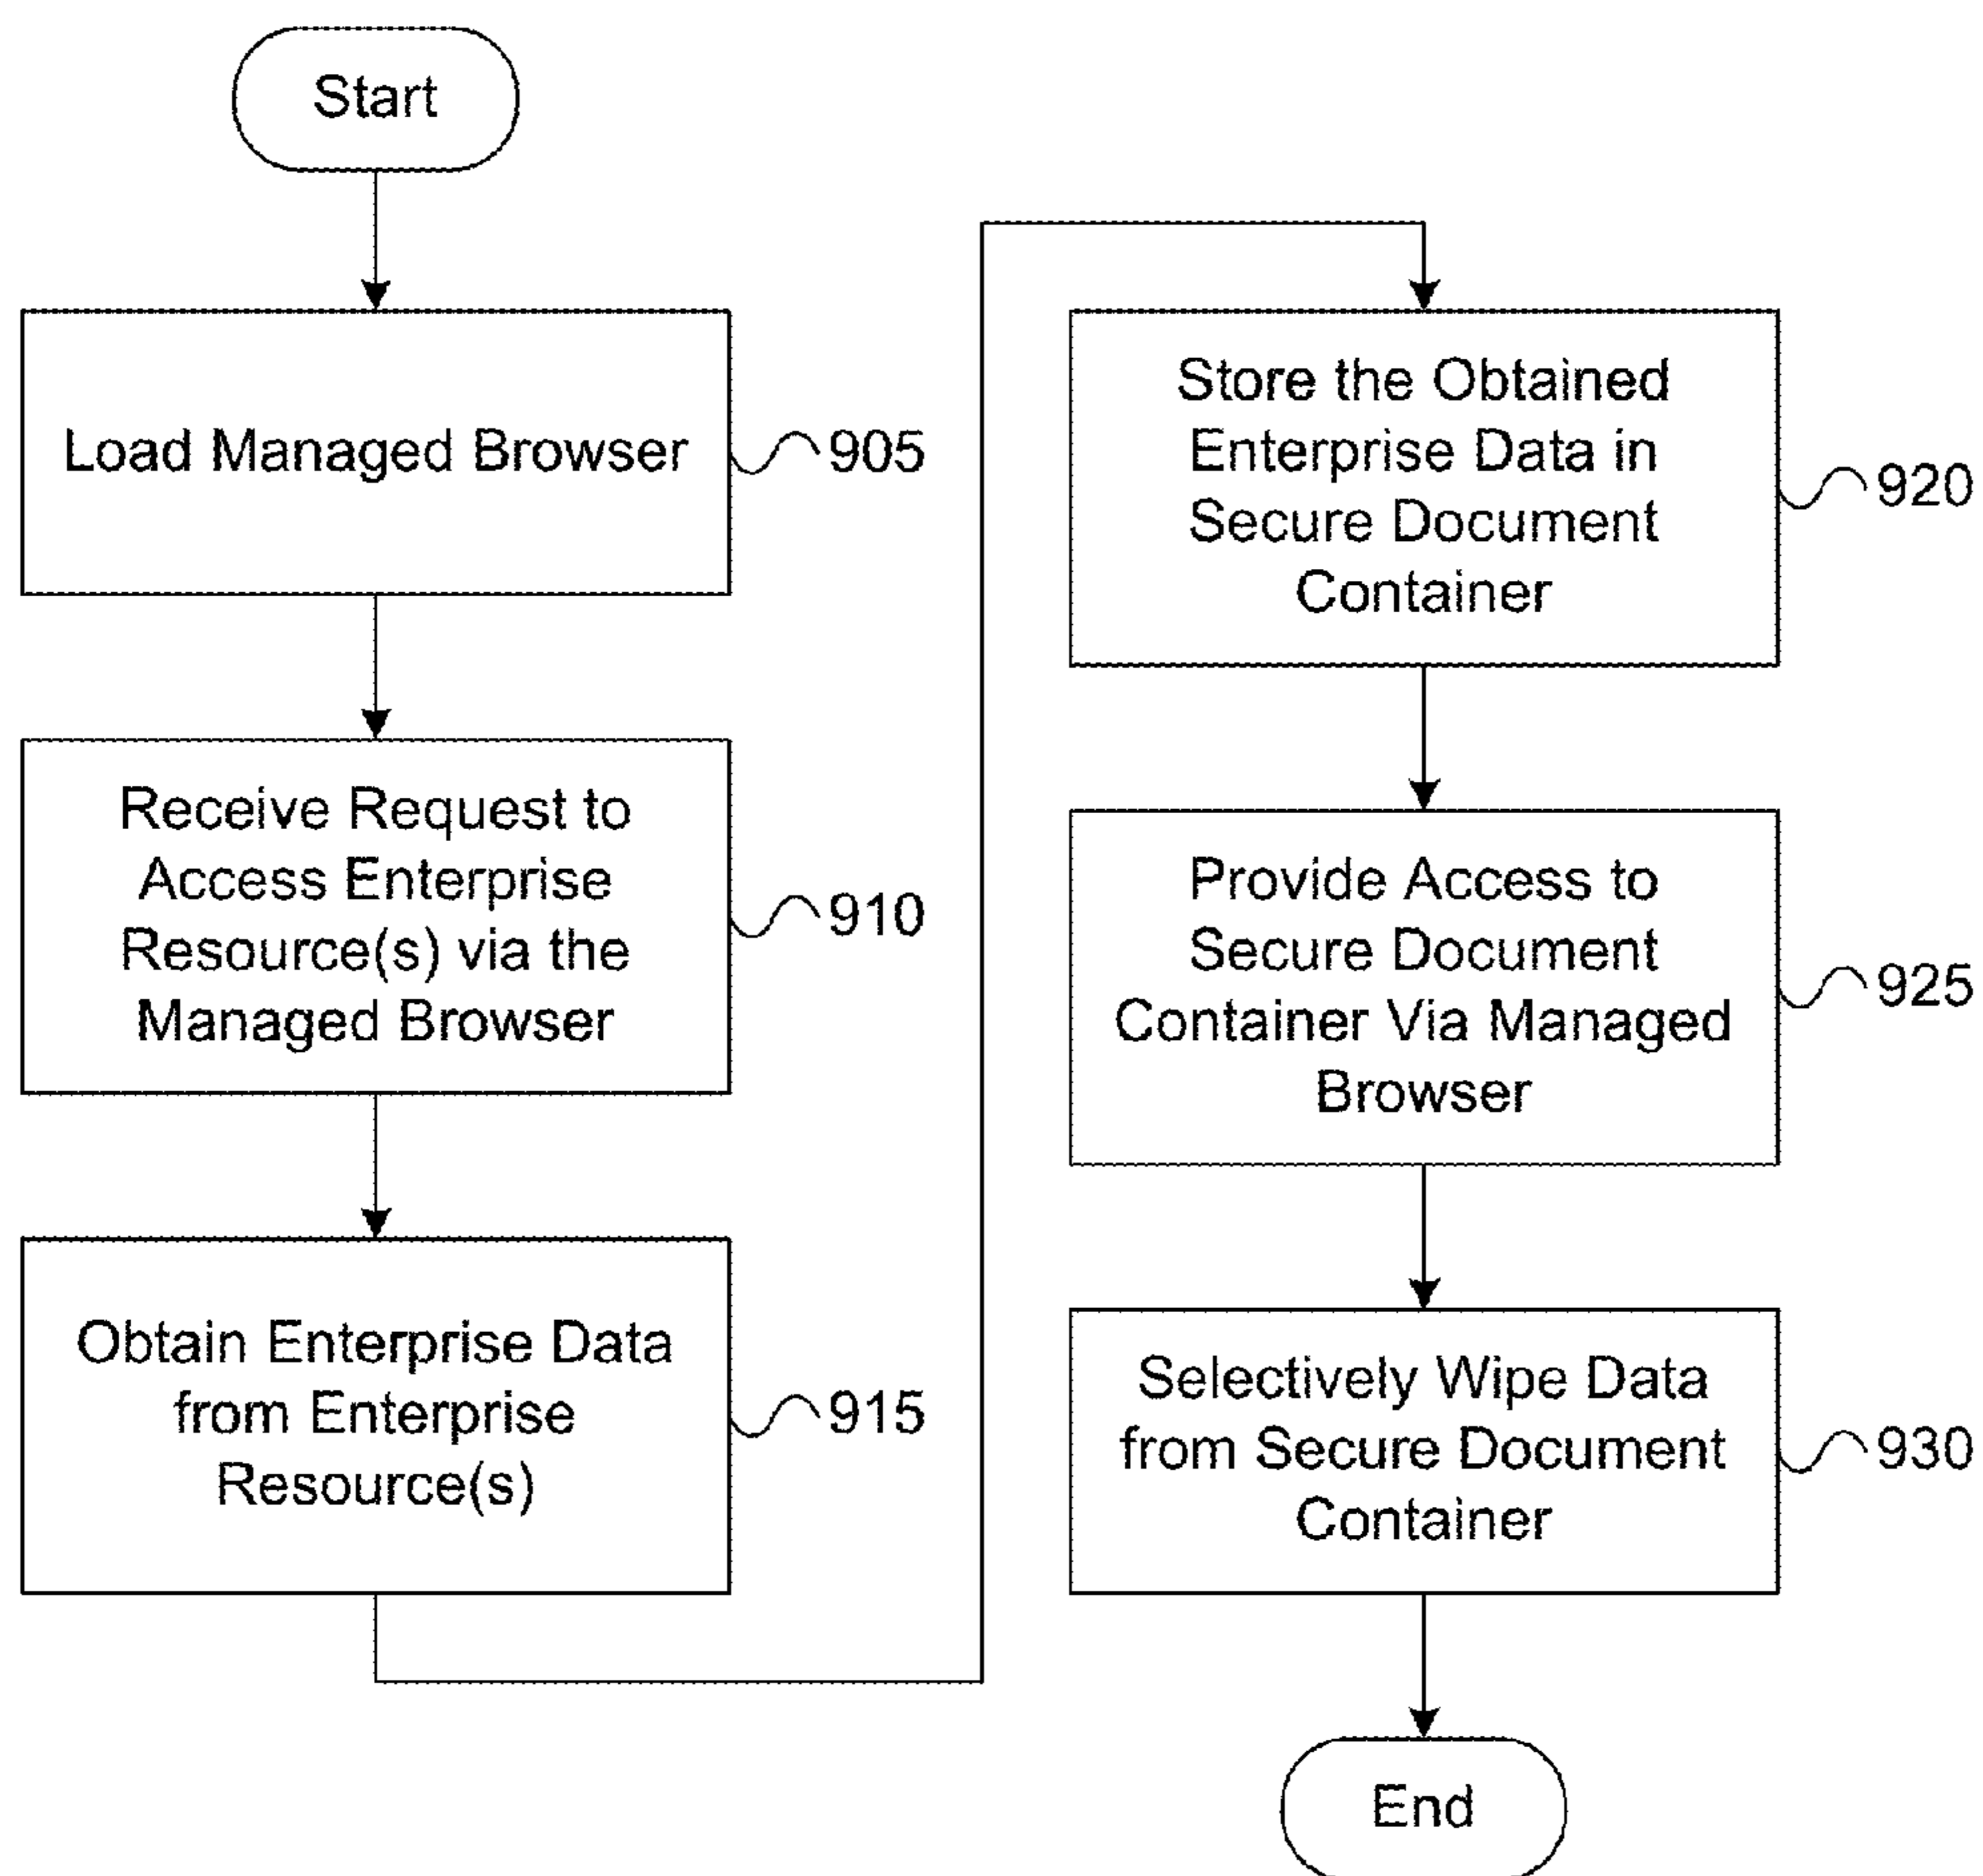 Start
Load Managed Browser
905
Receive Request to
Access Enterprise
Resource(s) via the
Managed Browser
910
Obtain Enterprise Data
from Enterprise
Resource(s)
915
Store the Obtained
Enterprise Data in
Secure Document
Container
920
Provide Access to
Secure Document
Container Via Managed
Browser
925
Selectively Wipe Data
from Secure Document
Container
930
End